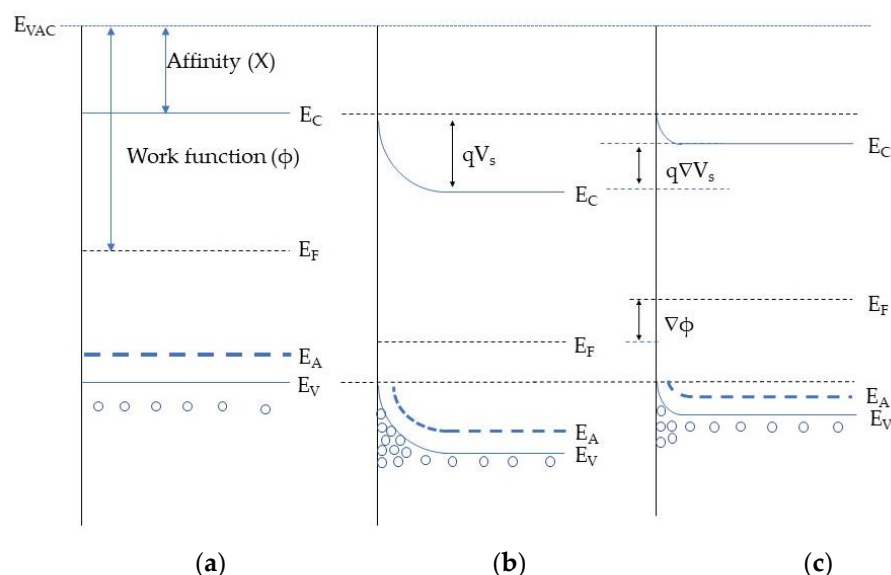 E_VAC
Affinity (X)
E_C
Work function (ϕ)
E_F
E_A
E_V
qV_s
E_C
E_F
E_A
E_V
E_C
q∇V_s
E_F
∇ϕ
E_A
E_V
(a)
(b)
(c)